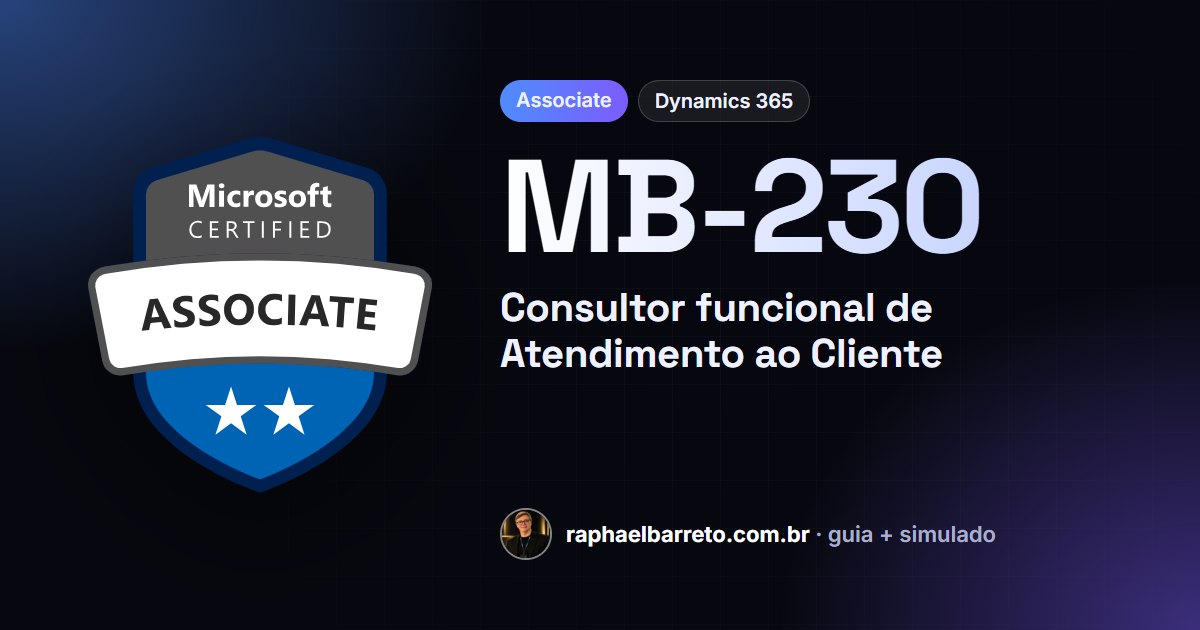 Microsoft
CERTIFIED
ASSOCIATE
Associate
Dynamics 365
MB-230
Consultor funcional de
Atendimento ao Cliente
raphaelbarreto.com.br · guia + simulado